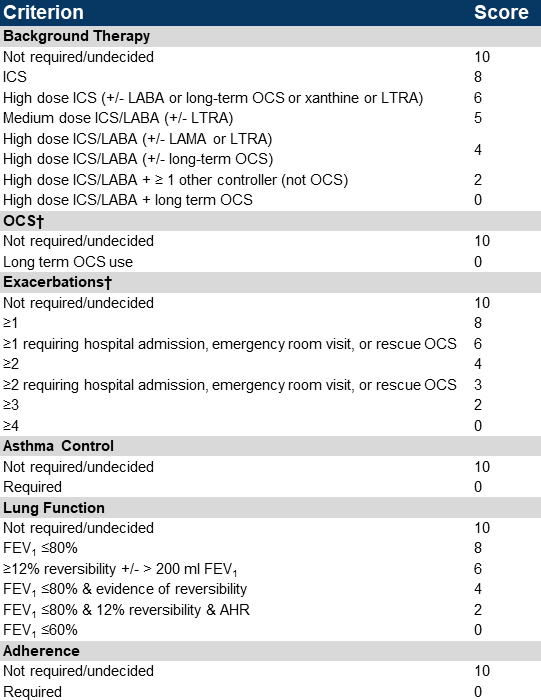 Criterion Score
Background Therapy
Not required/undecided 10
ICS 8
High dose ICS (+/- LABA or long-term OCS or xanthine or LTRA) 6
Medium dose ICS/LABA (+/- LTRA) 5
High dose ICS/LABA (+/- LAMA or LTRA)
High dose ICS/LABA (+/- long-term OCS) 4
High dose ICS/LABA + ≥ 1 other controller (not OCS) 2
High dose ICS/LABA + long term OCS 0
OCS†
Not required/undecided 10
Long term OCS use 0
Exacerbations†
Not required/undecided 10
≥1 8
≥1 requiring hospital admission, emergency room visit, or rescue OCS 6
≥2 4
≥2 requiring hospital admission, emergency room visit, or rescue OCS 3
≥3 2
≥4 0
Asthma Control
Not required/undecided 10
Required 0
Lung Function
Not required/undecided 10
FEV₁ ≤80% 8
≥12% reversibility +/- > 200 ml FEV₁ 6
FEV₁ ≤80% & evidence of reversibility 4
FEV₁ ≤80% & 12% reversibility & AHR 2
FEV₁ ≤60% 0
Adherence
Not required/undecided 10
Required 0